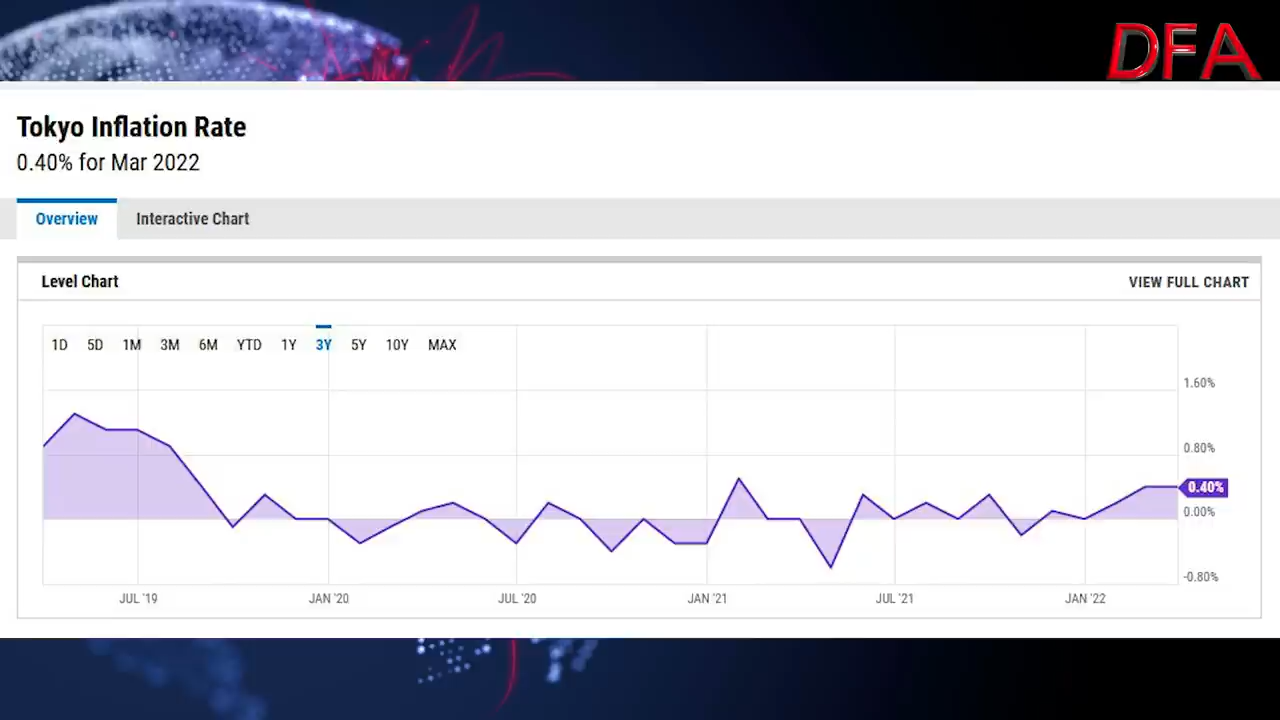 DFA
Tokyo Inflation Rate
0.40% for Mar 2022
Overview Interactive Chart
Level Chart VIEW FULL CHART
1D 5D 1M 3M 6M YTD 1Y 3Y 5Y 10Y MAX
1.60%
0.80%
0.40%
0.00%
-0.80%
JUL '19 JAN '20 JUL '20 JAN '21 JUL '21 JAN '22